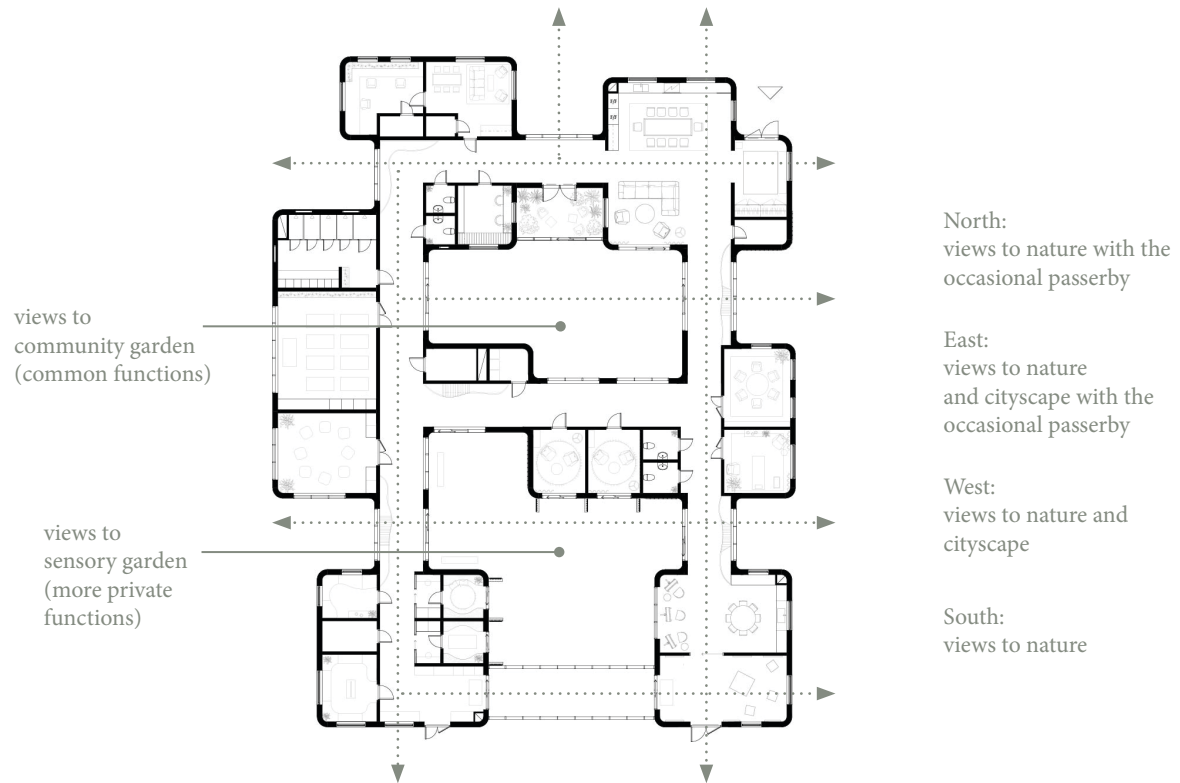 views to
community garden
(common functions)
views to
sensory garden
(more private
functions)
North:
views to nature with the
occasional passerby
East:
views to nature
and cityscape with the
occasional passerby
West:
views to nature and
cityscape
South:
views to nature